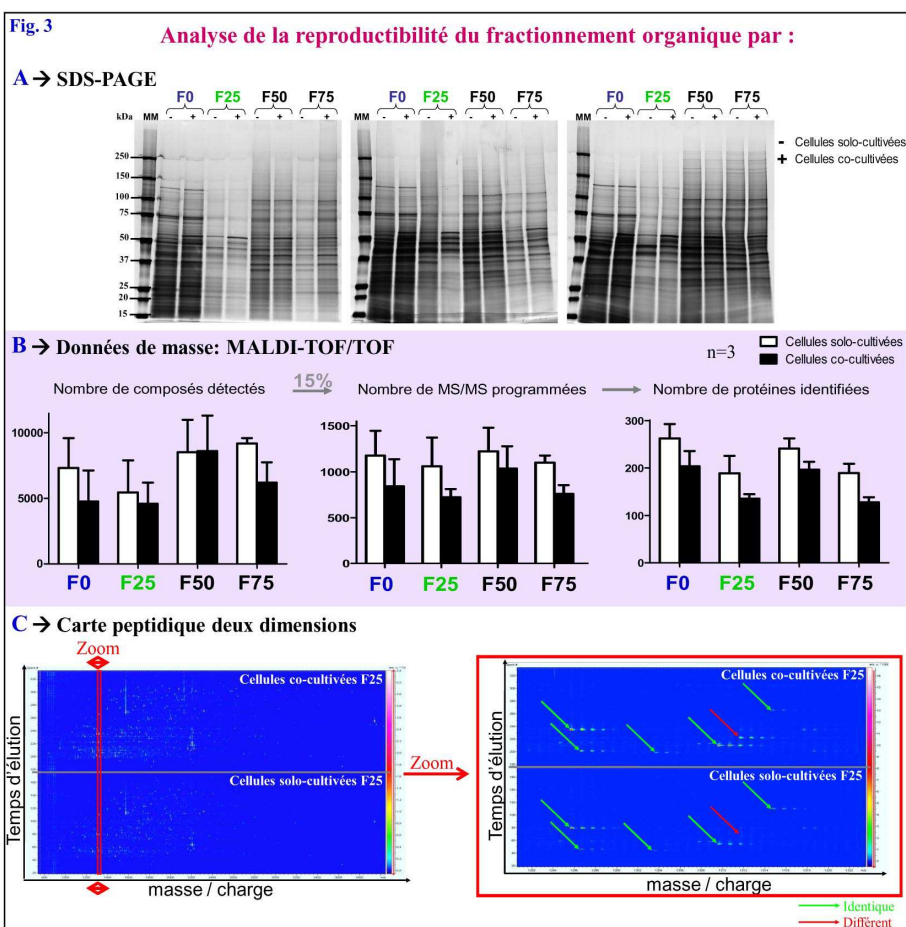 Fig. 3
Analyse de la reproductibilité du fractionnement organique par :
A → SDS-PAGE
F0 F25 F50 F75
F0 F25 F50 F75
F0 F25 F50 F75
kDa MM - + - + - + - +
MM - + - + - + - +
MM - + - + - + - +
- Cellules solo-cultivées
+ Cellules co-cultivées
250
150
100
75
50
37
25
20
15
B → Données de masse: MALDI-TOF/TOF
n=3
Cellules solo-cultivées
Cellules co-cultivées
Nombre de composés détectés
15%
Nombre de MS/MS programmées
Nombre de protéines identifiées
10000
5000
0
F0 F25 F50 F75
1500
1000
500
0
F0 F25 F50 F75
300
200
100
0
F0 F25 F50 F75
C → Carte peptidique deux dimensions
Zoom
Cellules co-cultivées F25
Cellules solo-cultivées F25
Temps d'élution
masse / charge
Zoom
Cellules co-cultivées F25
Cellules solo-cultivées F25
Temps d'élution
masse / charge
Identique
Différent